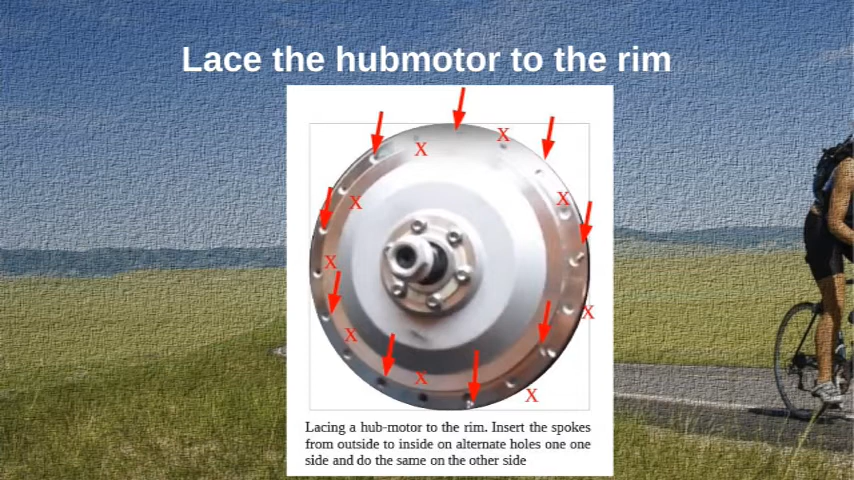 Lace the hubmotor to the rim
X
X
X
X
X
X
X
X
X
Lacing a hub-motor to the rim. Insert the spokes
from outside to inside on alternate holes one one
side and do the same on the other side